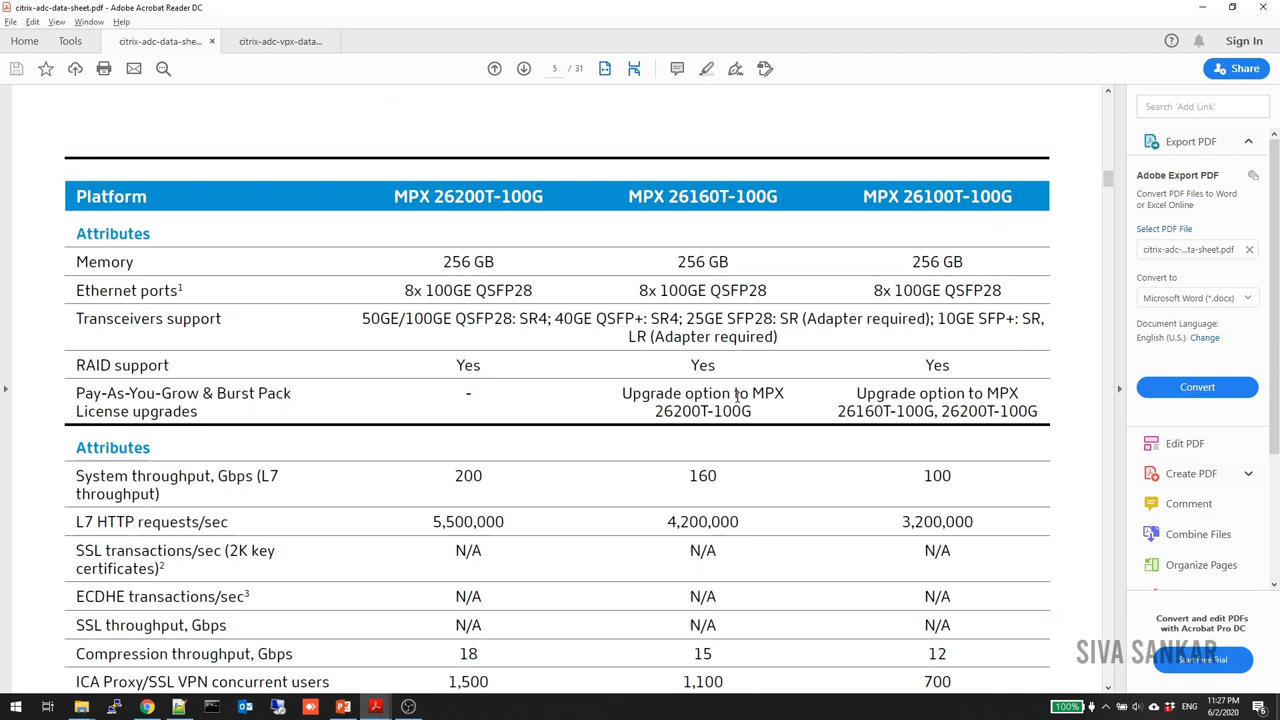 citrix-adc-data-sheet.pdf - Adobe Acrobat Reader DC
File Edit View Window Help
Home Tools citrix-adc-data-she... × citrix-adc-vpx-data... Sign In
5 / 31 Share
Platform MPX 26200T-100G MPX 26160T-100G MPX 26100T-100G
Attributes
Memory 256 GB 256 GB 256 GB
Ethernet ports¹ 8x 100GE QSFP28 8x 100GE QSFP28 8x 100GE QSFP28
Transceivers support 50GE/100GE QSFP28: SR4; 40GE QSFP+: SR4; 25GE SFP28: SR (Adapter required); 10GE SFP+: SR,
LR (Adapter required)
RAID support Yes Yes Yes
Pay-As-You-Grow & Burst Pack - Upgrade option to MPX Upgrade option to MPX
License upgrades 26200T-100G 26160T-100G, 26200T-100G
Attributes
System throughput, Gbps (L7 200 160 100
throughput)
L7 HTTP requests/sec 5,500,000 4,200,000 3,200,000
SSL transactions/sec (2K key N/A N/A N/A
certificates)²
ECDHE transactions/sec³ N/A N/A N/A
SSL throughput, Gbps N/A N/A N/A
Compression throughput, Gbps 18 15 12
ICA Proxy/SSL VPN concurrent users 1,500 1,100 700
Search 'Add Link'
Export PDF
Adobe Export PDF
Convert PDF Files to Word
or Excel Online
Select PDF File
citrix-adc-...ta-sheet.pdf ×
Convert to
Microsoft Word (*.docx)
Document Language:
English (U.S.) Change
Convert
Edit PDF
Create PDF
Comment
Combine Files
Organize Pages
Convert and edit PDFs
with Acrobat Pro DC
Start Free Trial
SIVA SANKAR
100% ENG 11:27 PM
6/2/2020